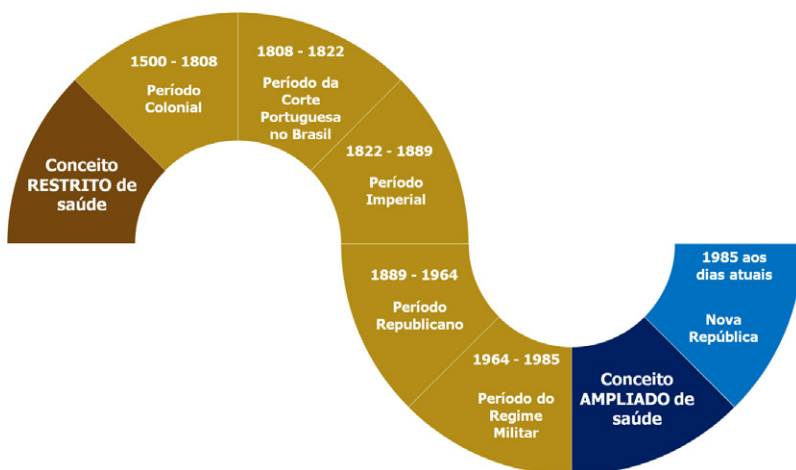 Conceito
RESTRITO de
saúde
1500 - 1808
Período
Colonial
1808 - 1822
Período da
Corte
Portuguesa
no Brasil
1822 - 1889
Período
Imperial
1889 - 1964
Período
Republicano
1964 - 1985
Período do
Regime
Militar
Conceito
AMPLIADO de
saúde
1985 aos
dias atuais
Nova
República